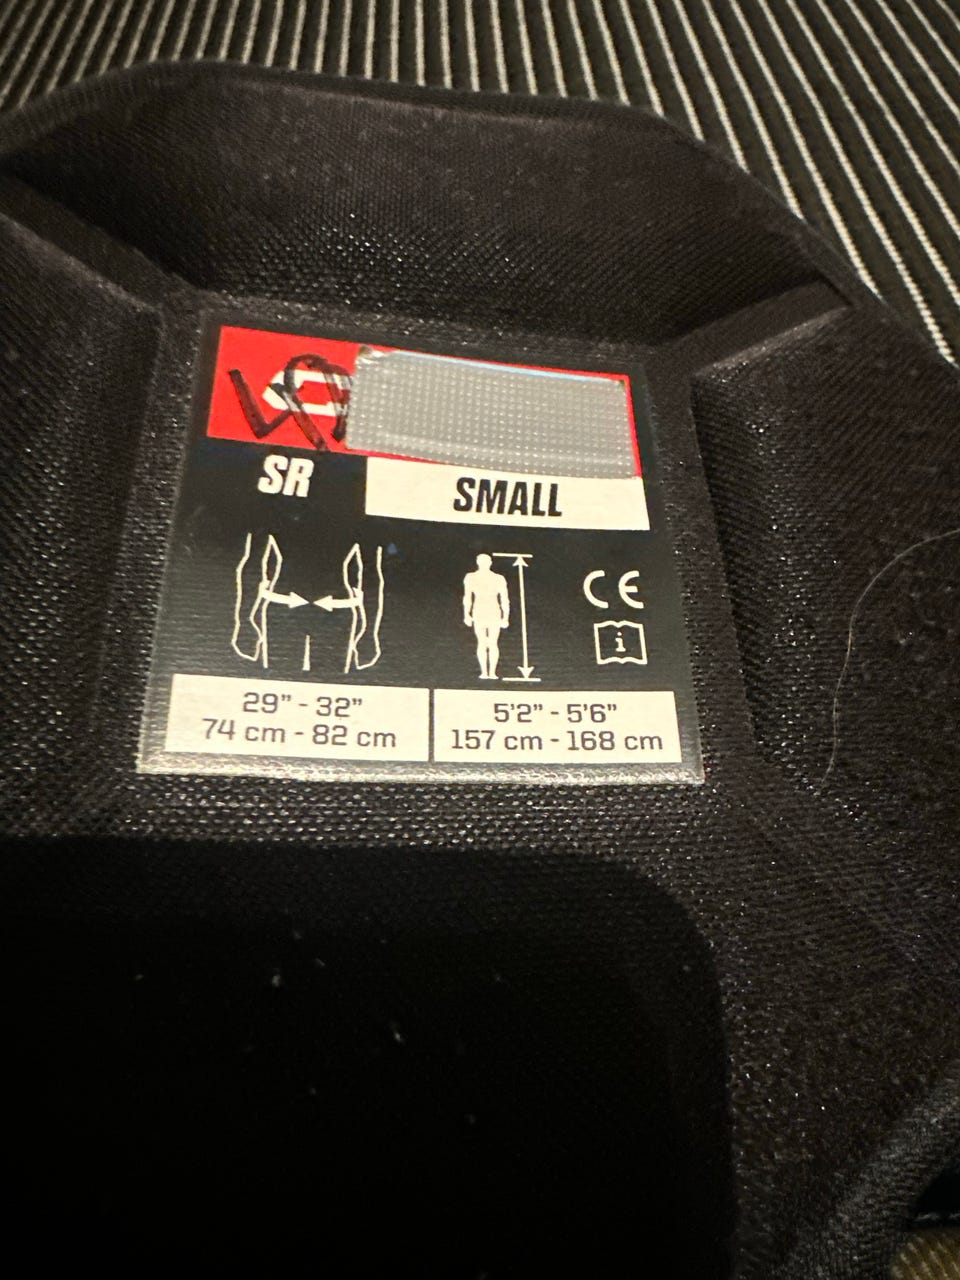 SR
SMALL
CE
i
29” - 32”
74 cm - 82 cm
5’2” - 5’6”
157 cm - 168 cm